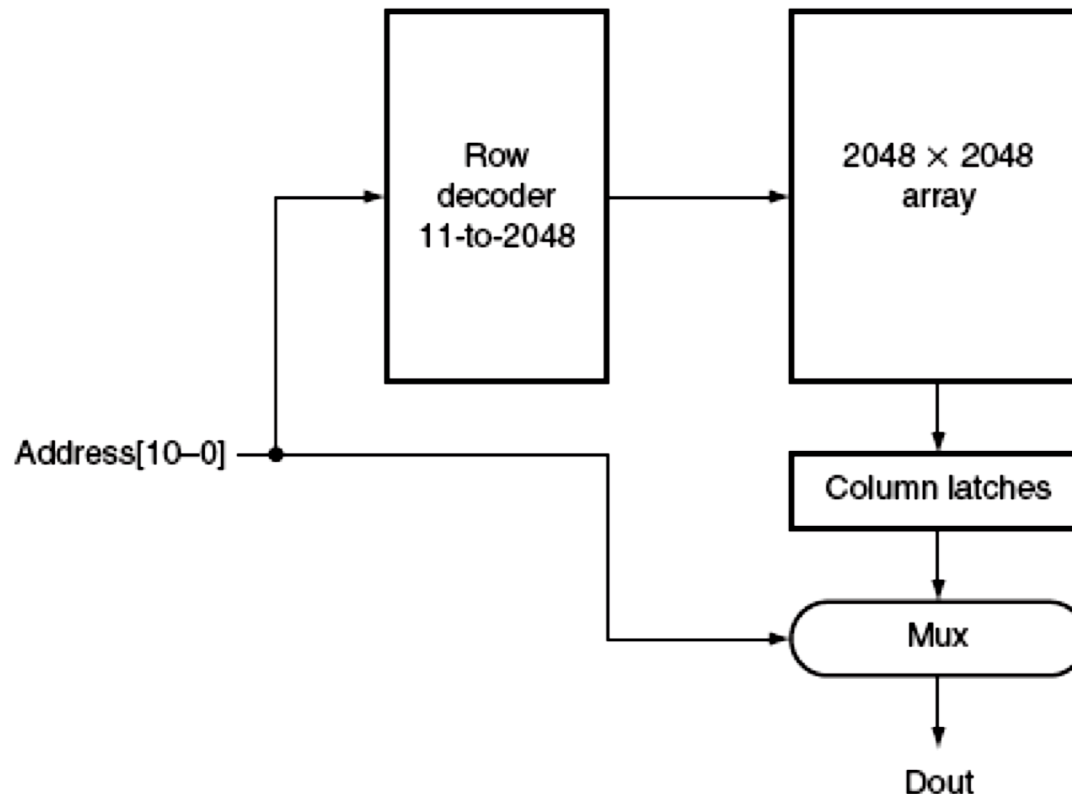 Row
decoder
11-to-2048
2048 × 2048
array
Address[10–0]
Column latches
Mux
Dout